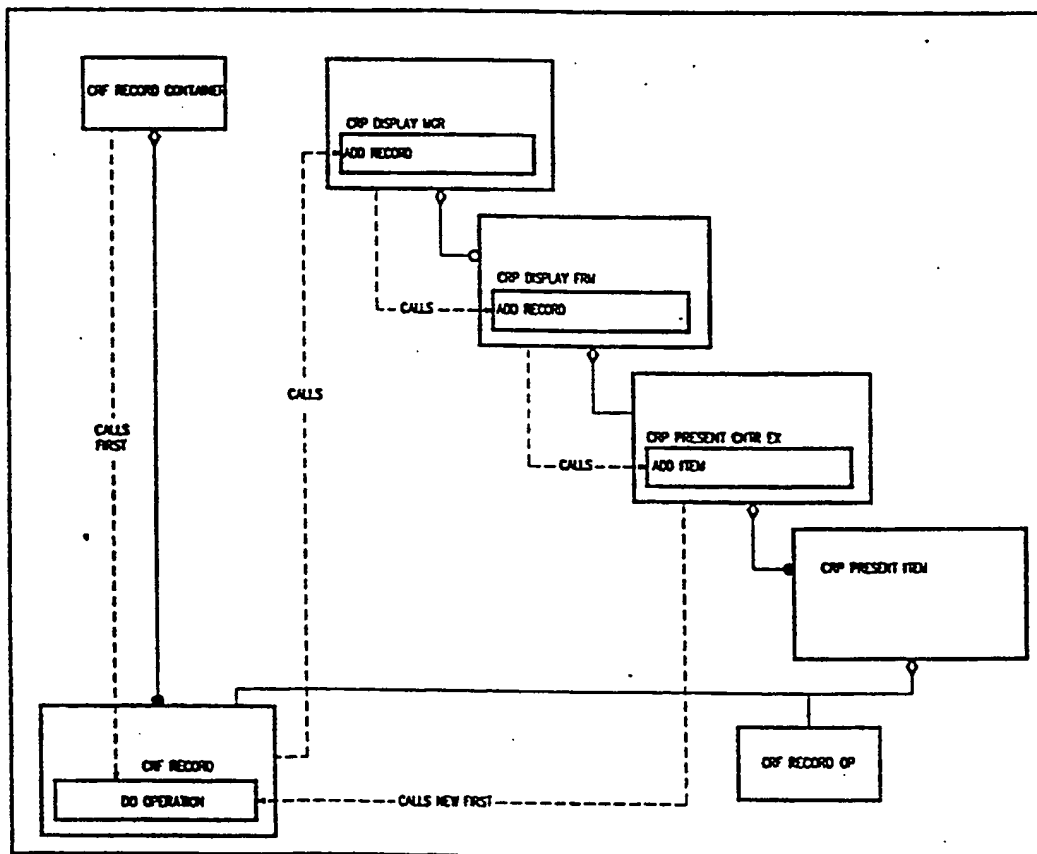 CRF RECORD CONTAINER
CRP DISPLAY MGR
ADD RECORD
CRP DISPLAY FRM
CALLS
ADD RECORD
CALLS
CALLS
FIRST
CRP PRESENT CNTR EX
CALLS
ADD ITEM
CRP PRESENT ITEM
CRF RECORD
CRF RECORD OP
DO OPERATION
CALLS NEW FIRST